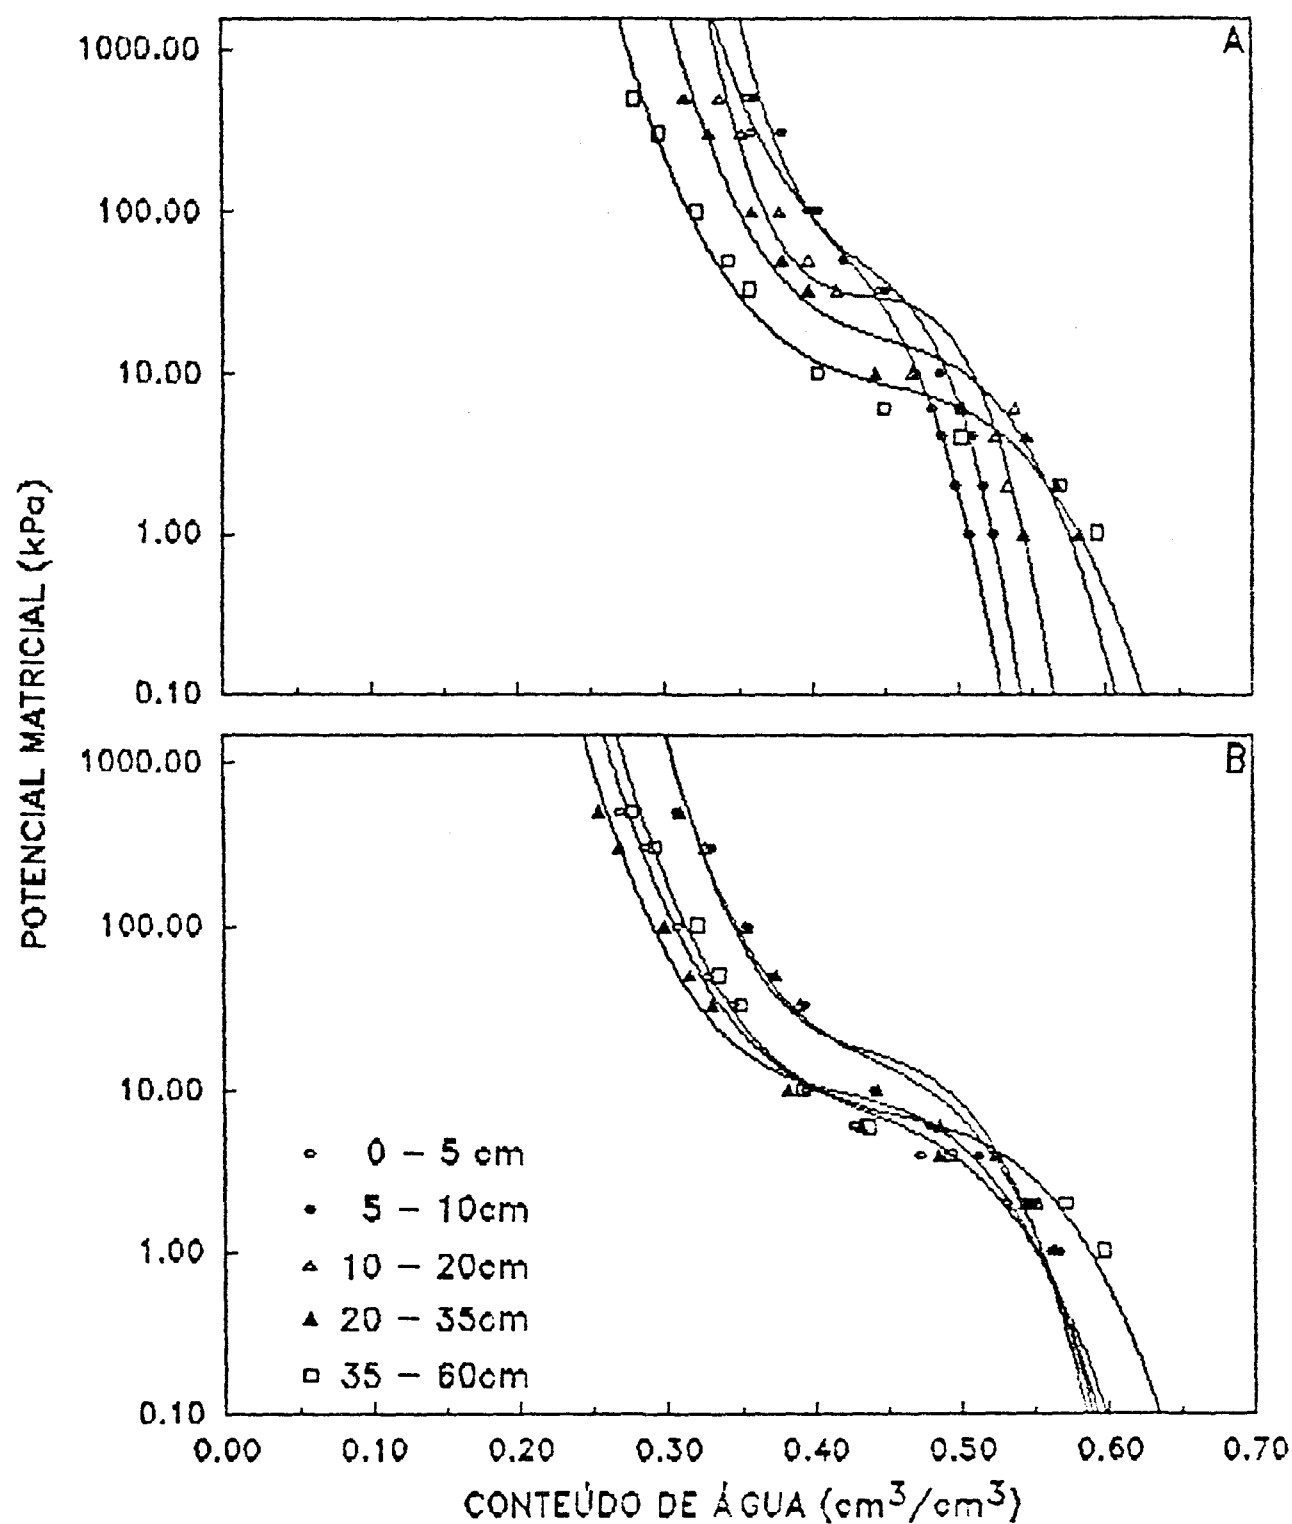 A
1000.00
100.00
10.00
1.00
0.10
POTENCIAL MATRICIAL (kPa)
B
1000.00
100.00
10.00
1.00
0.10
0 – 5 cm
5 – 10cm
10 – 20cm
20 – 35cm
35 – 60cm
0.00 0.10 0.20 0.30 0.40 0.50 0.60 0.70
CONTEÚDO DE ÁGUA (cm³/cm³)